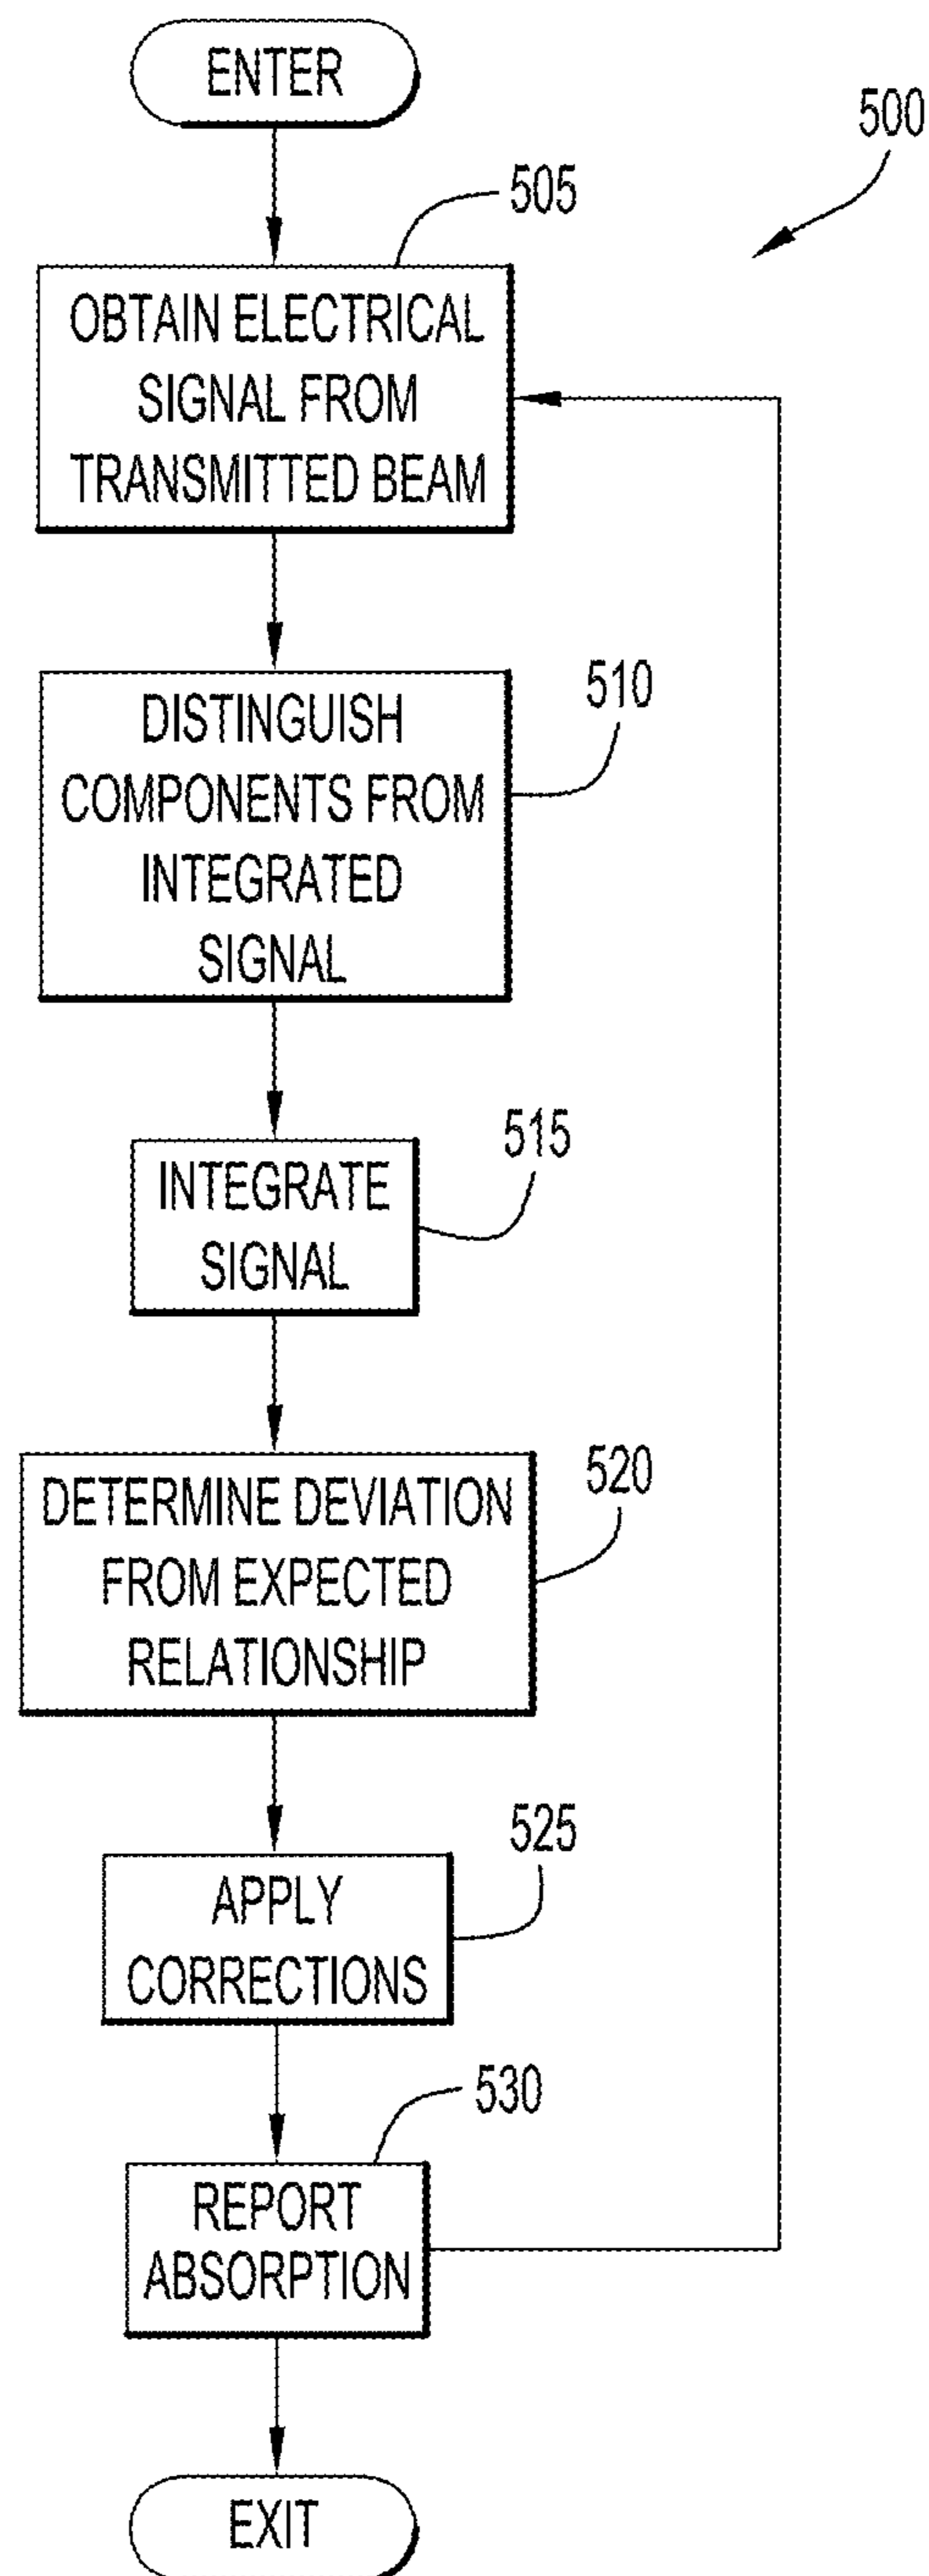 ENTER
500
505
OBTAIN ELECTRICAL
SIGNAL FROM
TRANSMITTED BEAM
510
DISTINGUISH
COMPONENTS FROM
INTEGRATED
SIGNAL
515
INTEGRATE
SIGNAL
520
DETERMINE DEVIATION
FROM EXPECTED
RELATIONSHIP
525
APPLY
CORRECTIONS
530
REPORT
ABSORPTION
EXIT